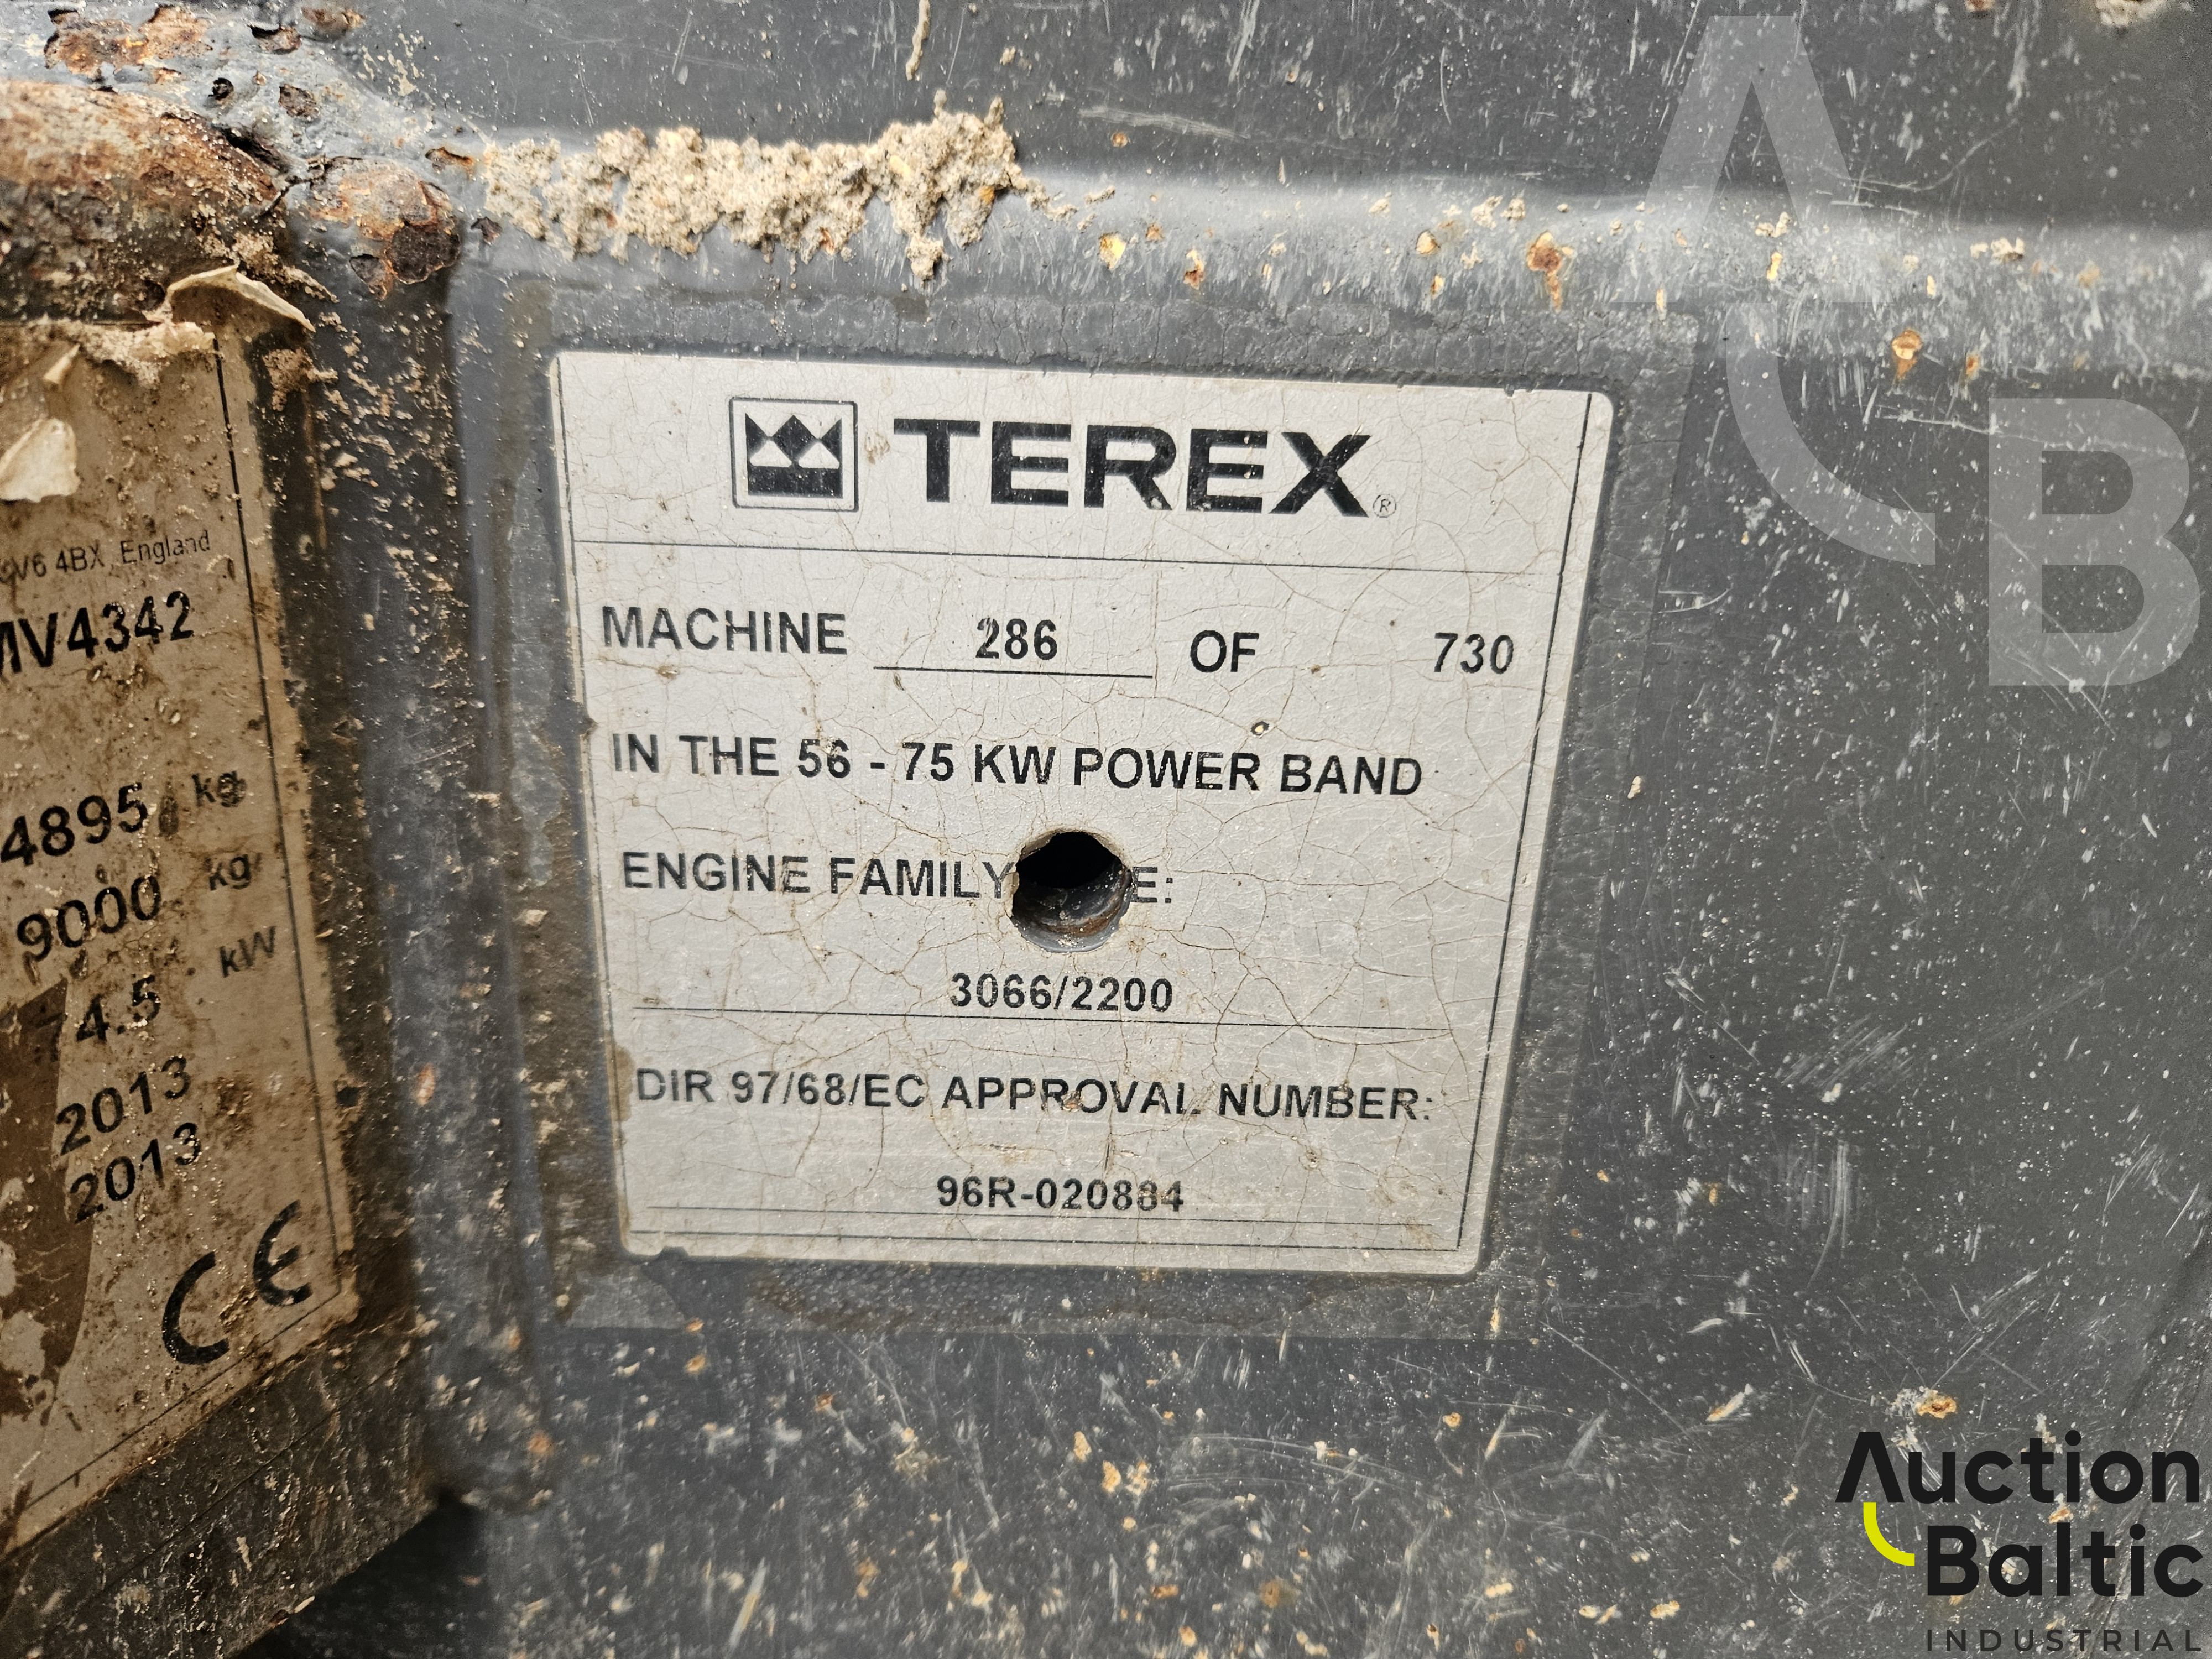 TEREX®
MACHINE 286 OF 730
IN THE 56 - 75 KW POWER BAND
ENGINE FAMILY E:
3066/2200
DIR 97/68/EC APPROVAL NUMBER:
96R-020884
4BX England
MV4342
4895 kg
9000 kg
74.5 kW
2013
2013
CE
AB
Auction
Baltic
INDUSTRIAL